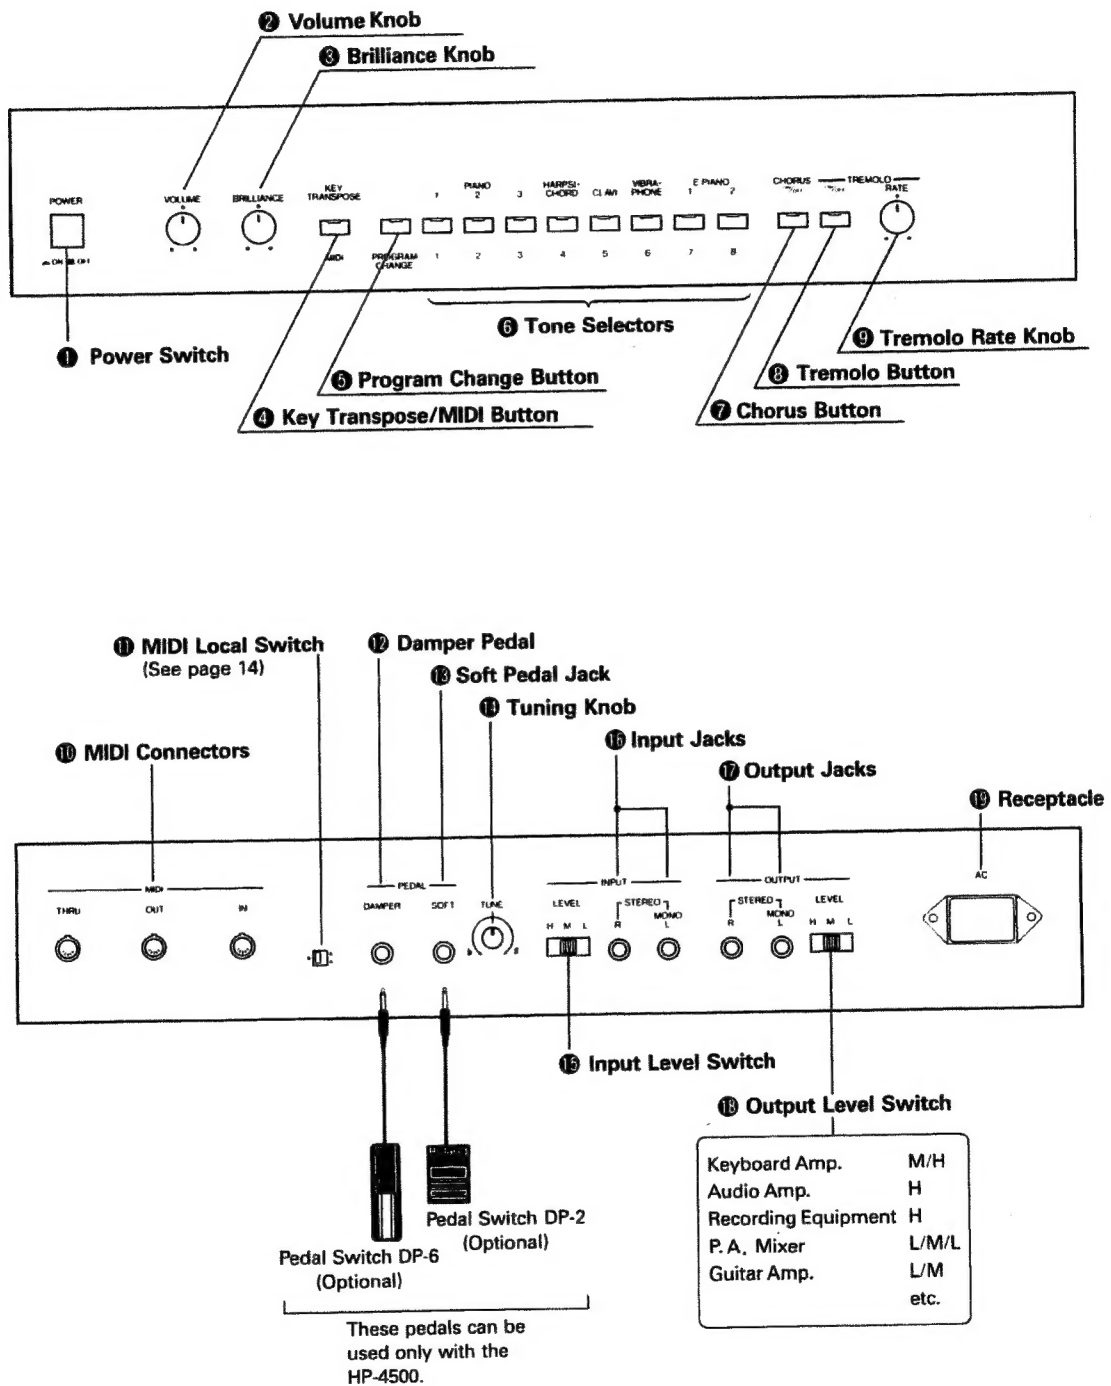 ❷ Volume Knob
❸ Brilliance Knob
POWER
VOLUME
BRILLIANCE
KEY
TRANSPOSE
PIANO
1 2 3
HARPSI-
CHORD
CLAVI
VIBRA-
PHONE
E PIANO
1 2
CHORUS
TREMOLO
RATE
ON OFF
MIDI
PROGRAM
CHANGE
1 2 3 4 5 6 7 8
❻ Tone Selectors
❶ Power Switch
❾ Tremolo Rate Knob
❺ Program Change Button
❽ Tremolo Button
❹ Key Transpose/MIDI Button
❼ Chorus Button
⓫ MIDI Local Switch
(See page 14)
⓬ Damper Pedal
⓭ Soft Pedal Jack
⓮ Tuning Knob
⓰ Input Jacks
❿ MIDI Connectors
⓱ Output Jacks
⓳ Receptacle
MIDI
THRU OUT IN
PEDAL
DAMPER SOFT
TUNE
INPUT
LEVEL
H M L
STEREO
R
MONO
L
OUTPUT
STEREO
R
MONO
L
LEVEL
H M L
AC
⓯ Input Level Switch
⓲ Output Level Switch
Keyboard Amp. M/H
Audio Amp. H
Recording Equipment H
P.A. Mixer L/M/L
Guitar Amp. L/M
etc.
Pedal Switch DP-2
(Optional)
Pedal Switch DP-6
(Optional)
These pedals can be
used only with the
HP-4500.